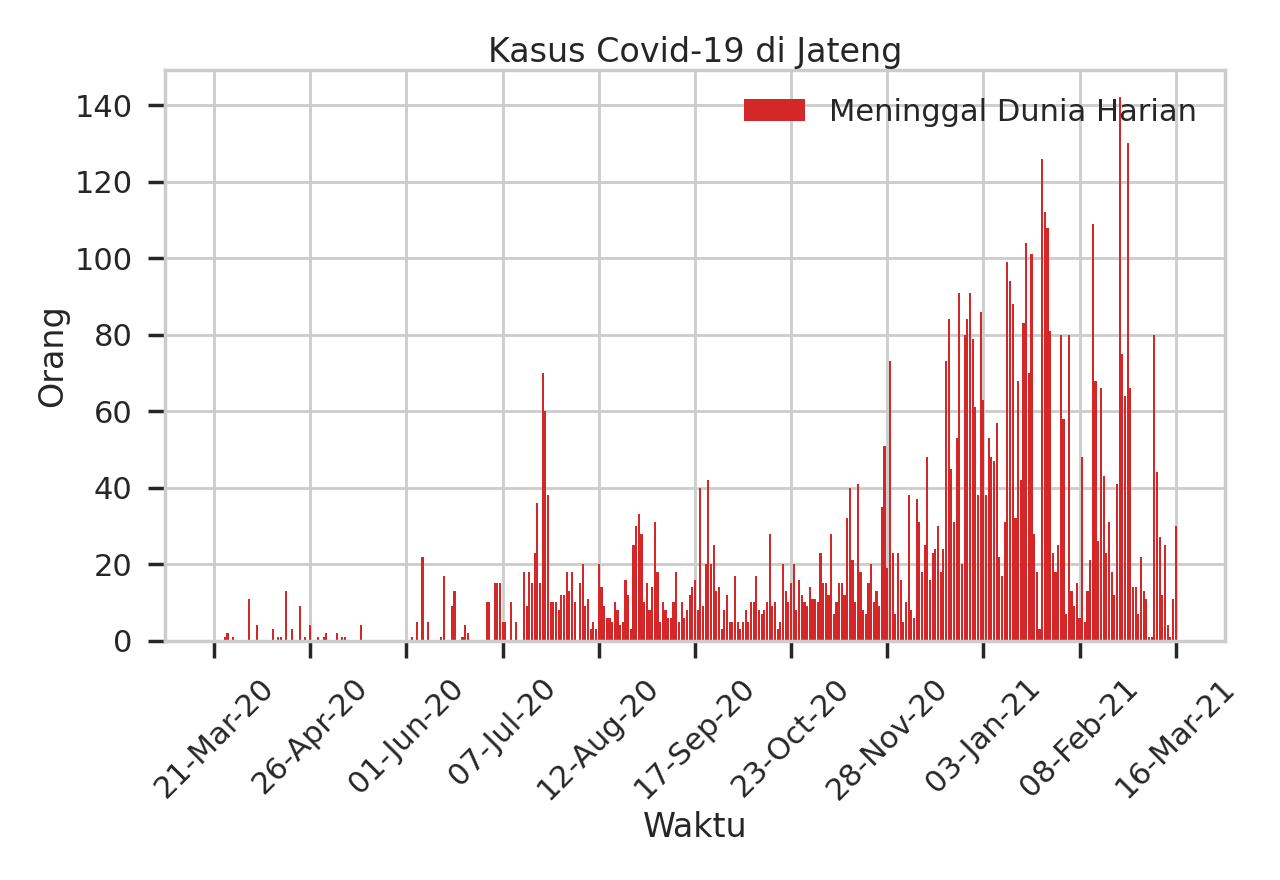 Kasus Covid-19 di Jateng
Meninggal Dunia Harian
140
120
100
80
60
40
20
0
Orang
21-Mar-20
26-Apr-20
01-Jun-20
07-Jul-20
12-Aug-20
17-Sep-20
23-Oct-20
28-Nov-20
03-Jan-21
08-Feb-21
16-Mar-21
Waktu